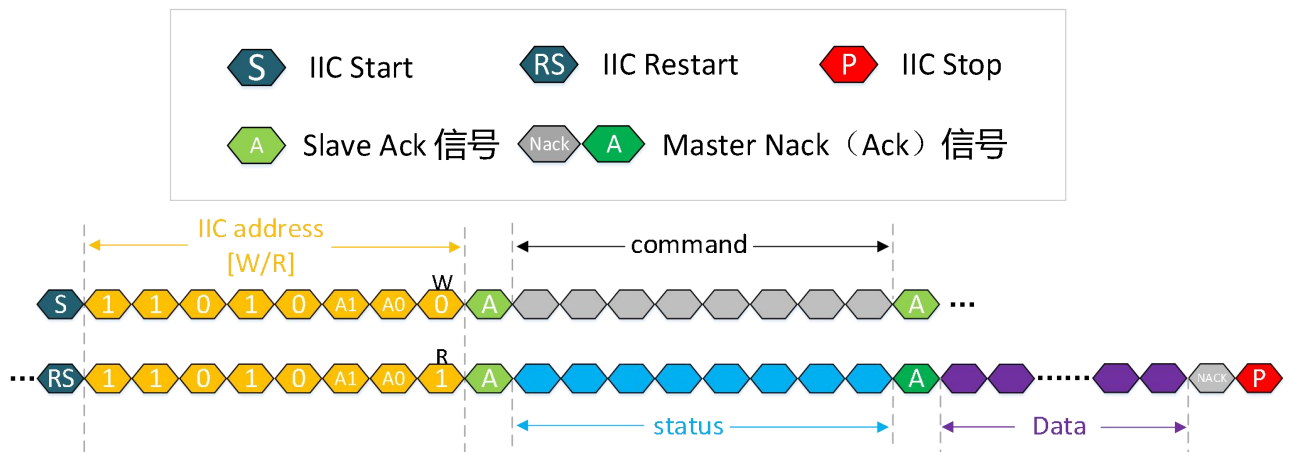 S IIC Start RS IIC Restart P IIC Stop
A Slave Ack 信号 Nack A Master Nack（Ack）信号
IIC address
[W/R]
command
W
S 1 1 0 1 0 A1 A0 0 A A ...
R
...RS 1 1 0 1 0 A1 A0 1 A A ...... NACK P
status Data